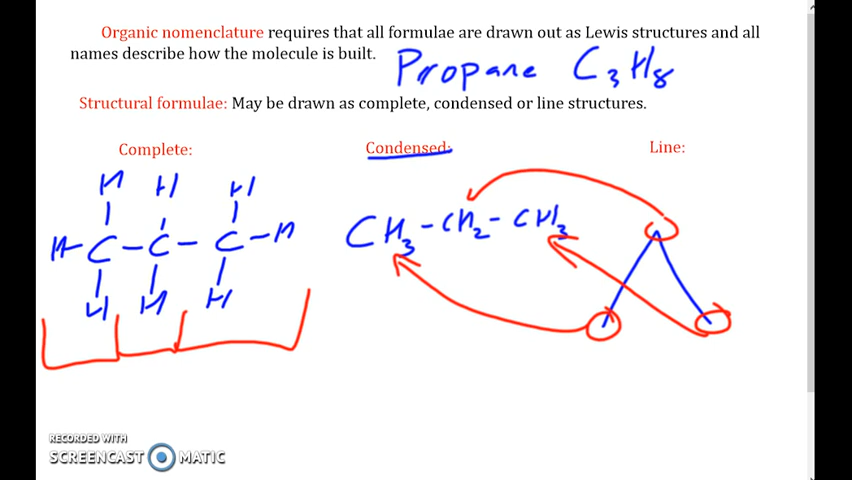 Organic nomenclature requires that all formulae are drawn out as Lewis structures and all
names describe how the molecule is built. Propane C₃H₈
Structural formulae: May be drawn as complete, condensed or line structures.
Complete: Condensed: Line:
H H H
H–C–C–C–H CH₃–CH₂–CH₃
H H H
RECORDED WITH
SCREENCAST MATIC